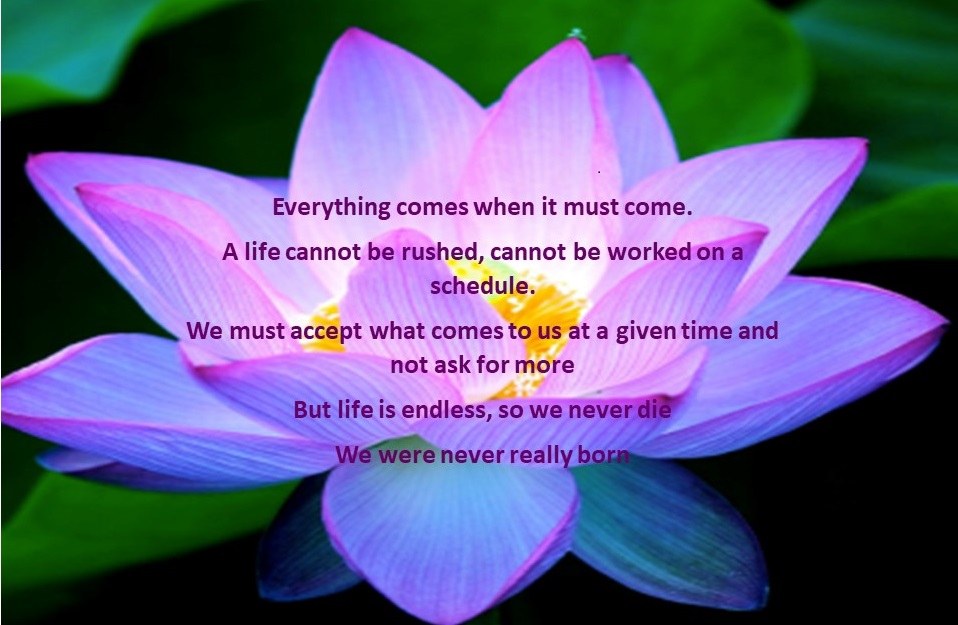 Everything comes when it must come.
A life cannot be rushed, cannot be worked on a
schedule.
We must accept what comes to us at a given time and
not ask for more
But life is endless, so we never die
We were never really born